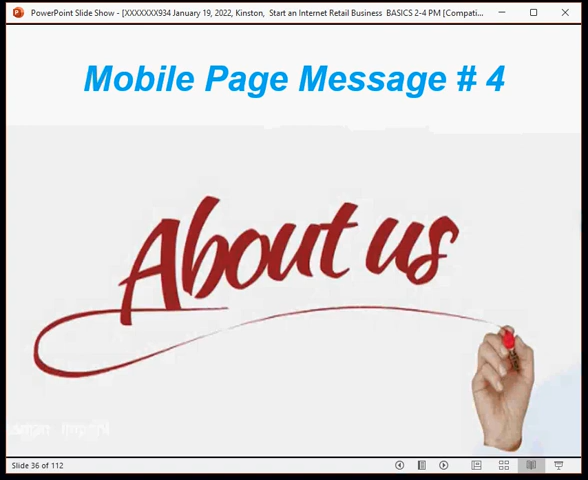 PowerPoint Slide Show - [XXXXXXX934 January 19, 2022, Kinston, Start an Internet Retail Business BASICS 2-4 PM [Compati...
Mobile Page Message # 4
About us
Slide 36 of 112